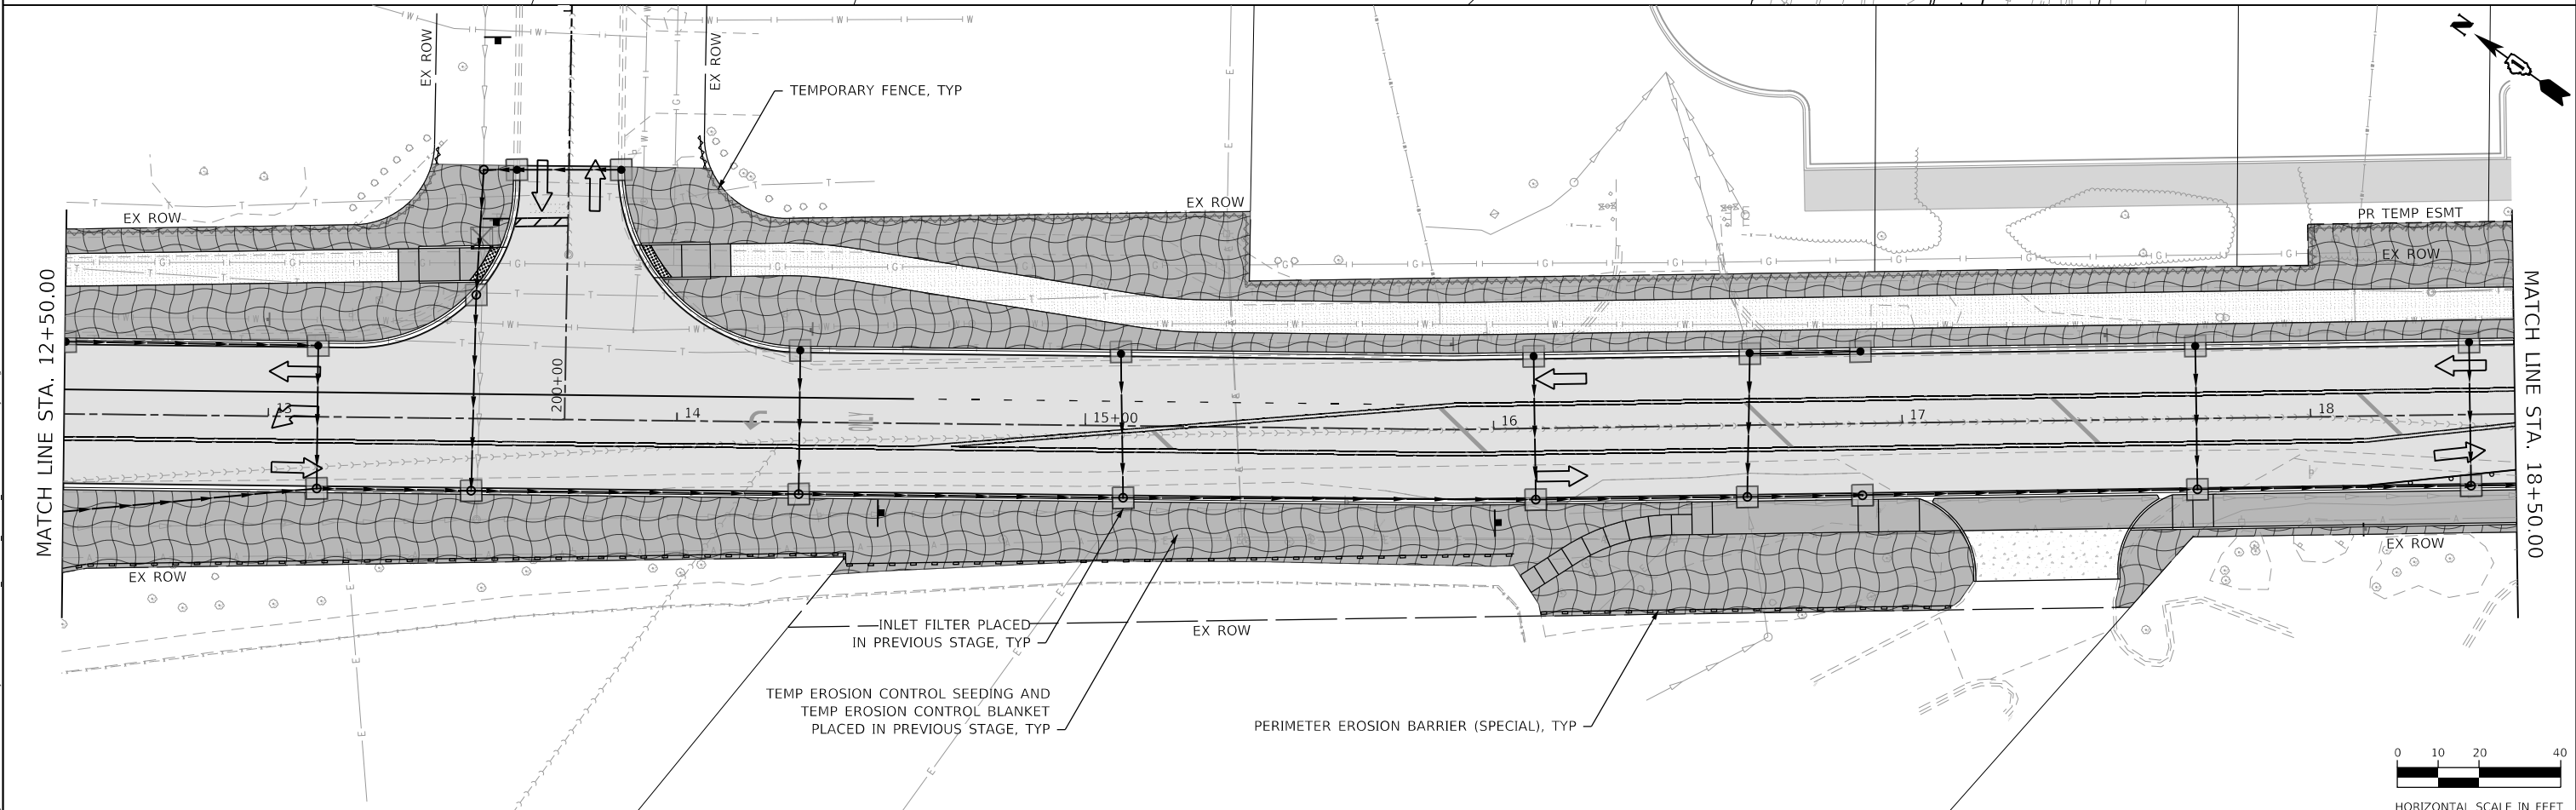 EX ROW
EX ROW
N
TEMPORARY FENCE, TYP
EX ROW
EX ROW
PR TEMP ESMT
EX ROW
MATCH LINE STA. 12+50.00
MATCH LINE STA. 18+50.00
200+00
13
14
15+00
16
17
18
EX ROW
EX ROW
EX ROW
INLET FILTER PLACED
IN PREVIOUS STAGE, TYP
TEMP EROSION CONTROL SEEDING AND
TEMP EROSION CONTROL BLANKET
PLACED IN PREVIOUS STAGE, TYP
PERIMETER EROSION BARRIER (SPECIAL), TYP
0 10 20 40
HORIZONTAL SCALE IN FEET